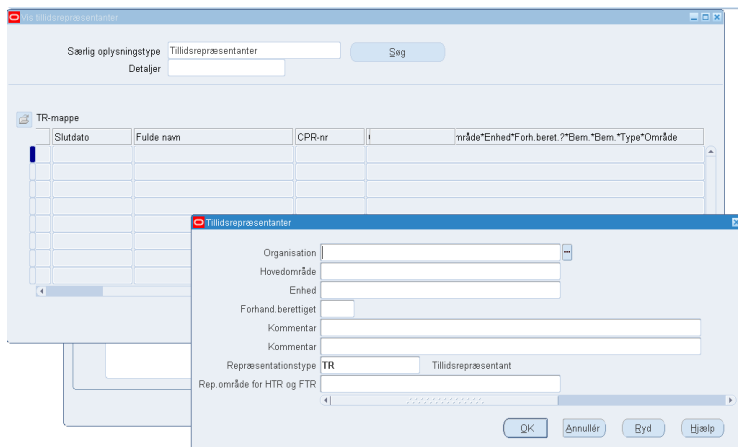 Vis tillidsrepræsentanter
Særlig oplysningstype Tillidsrepræsentanter Søg
Detaljer
TR-mappe
Slutdato Fulde navn CPR-nr mråde*Enhed*Forh.beret.?*Bem.*Bem.*Type*Område
Tillidsrepræsentanter
Organisation
Hovedområde
Enhed
Forhand.berettiget
Kommentar
Kommentar
Repræsentationstype TR Tillidsrepræsentant
Rep.område for HTR og FTR
OK Annullér Ryd Hjælp